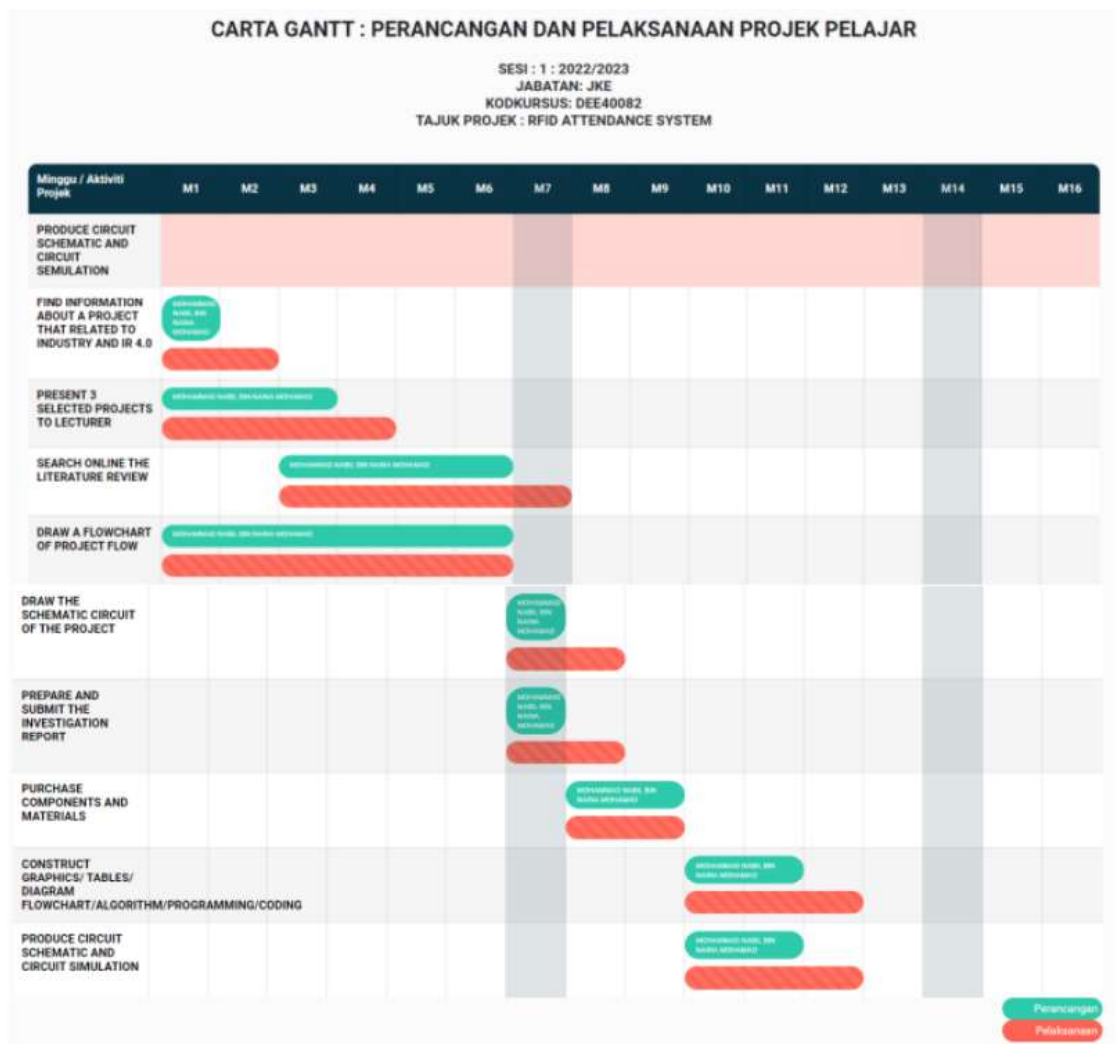 CARTA GANTT : PERANCANGAN DAN PELAKSANAAN PROJEK PELAJAR
SESI : 1 : 2022/2023
JABATAN: JKE
KODKURSUS: DEE40082
TAJUK PROJEK : RFID ATTENDANCE SYSTEM
Minggu / Aktiviti
Projek
M1 M2 M3 M4 M5 M6 M7 M8 M9 M10 M11 M12 M13 M14 M15 M16
PRODUCE CIRCUIT
SCHEMATIC AND
CIRCUIT
SEMULATION
FIND INFORMATION
ABOUT A PROJECT
THAT RELATED TO
INDUSTRY AND IR 4.0
PRESENT 3
SELECTED PROJECTS
TO LECTURER
SEARCH ONLINE THE
LITERATURE REVIEW
DRAW A FLOWCHART
OF PROJECT FLOW
DRAW THE
SCHEMATIC CIRCUIT
OF THE PROJECT
PREPARE AND
SUBMIT THE
INVESTIGATION
REPORT
PURCHASE
COMPONENTS AND
MATERIALS
CONSTRUCT
GRAPHICS/ TABLES/
DIAGRAM
FLOWCHART/ALGORITHM/PROGRAMMING/CODING
PRODUCE CIRCUIT
SCHEMATIC AND
CIRCUIT SIMULATION
Perancangan
Pelaksanaan